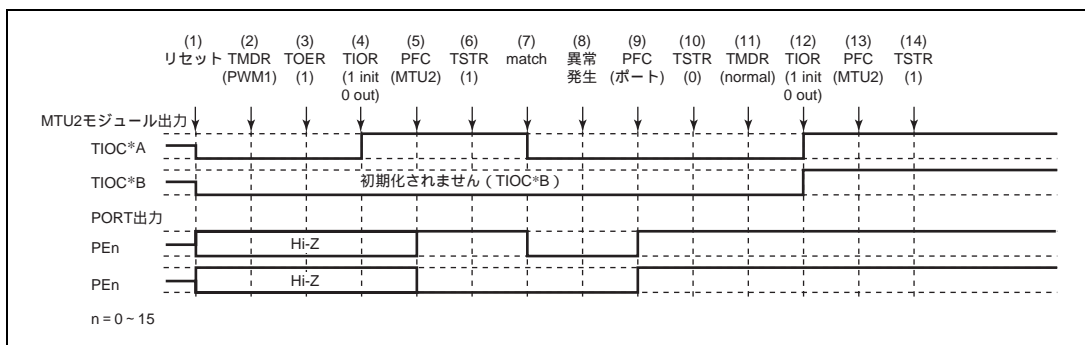 (1) (2) (3) (4) (5) (6) (7) (8) (9) (10) (11) (12) (13) (14)
リセット TMDR TOER TIOR PFC TSTR match 異常 PFC TSTR TMDR TIOR PFC TSTR
(PWM1) (1) (1 init (MTU2) (1) 発生 (ポート) (0) (normal) (1 init (MTU2) (1)
0 out) 0 out)
MTU2モジュール出力
TIOC*A
TIOC*B 初期化されません(TIOC*B)
PORT出力
PEn Hi-Z
PEn Hi-Z
n = 0 ~ 15